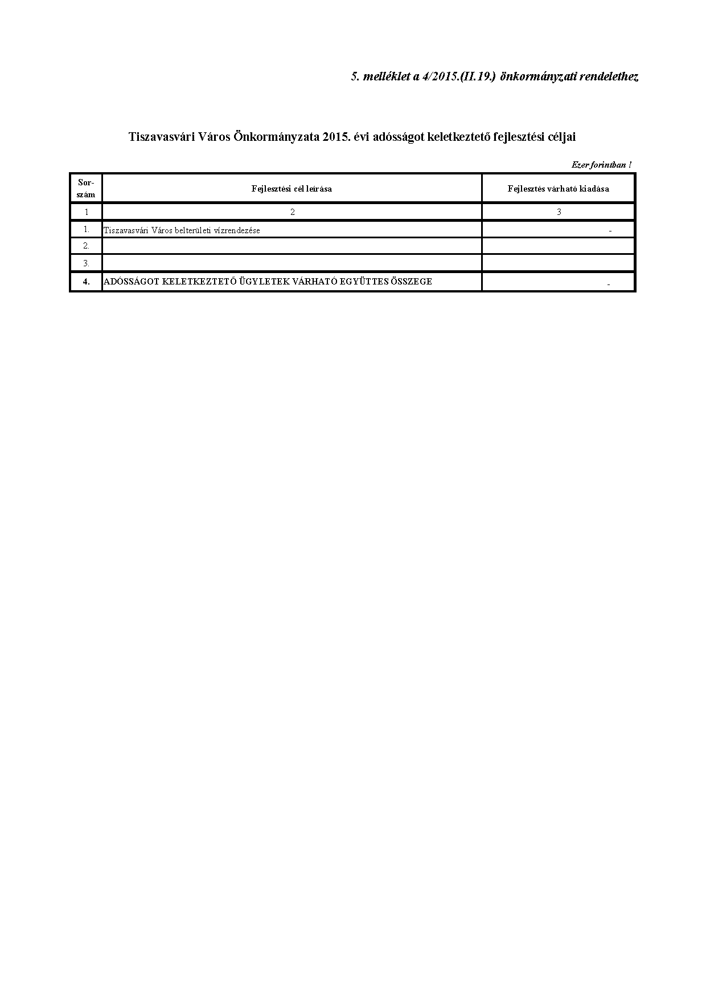 5. melléklet a 4/2015.(II.19.) önkormányzati rendelethez
Tiszavasvári Város Önkormányzata 2015. évi adósságot keletkeztető fejlesztési céljai
Ezer forintban !
Sor-
szám
Fejlesztési cél leírása
Fejlesztés várható kiadása
1 2 3
1. Tiszavasvári Város belterületi vízrendezése -
2.
3.
4. ADÓSSÁGOT KELETKEZTETŐ ÜGYLETEK VÁRHATÓ EGYÜTTES ÖSSZEGE -